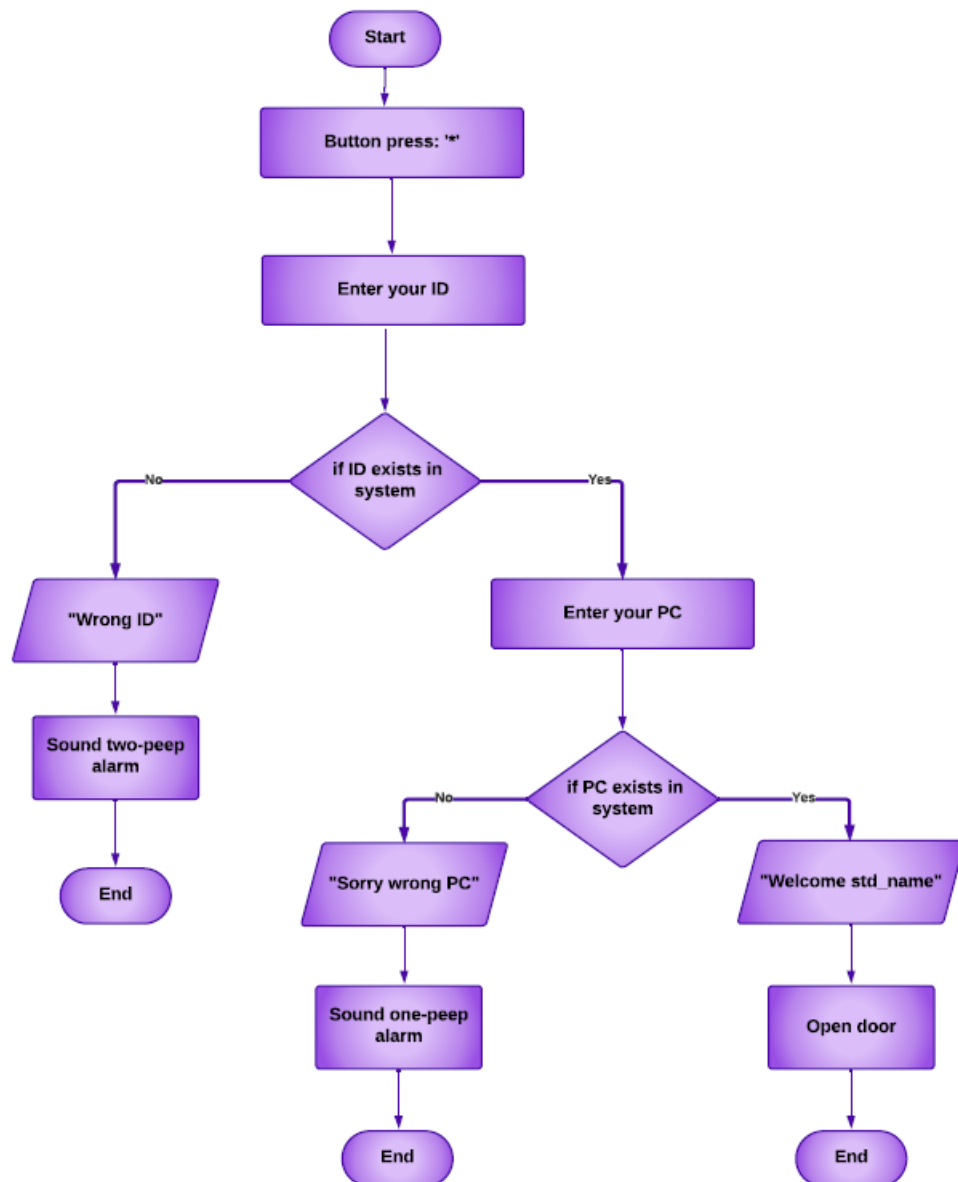 Start
Button press: '*'
Enter your ID
if ID exists in
system
No
Yes
"Wrong ID"
Enter your PC
Sound two-peep
alarm
if PC exists in
system
No
Yes
End
"Sorry wrong PC"
"Welcome std_name"
Sound one-peep
alarm
Open door
End
End